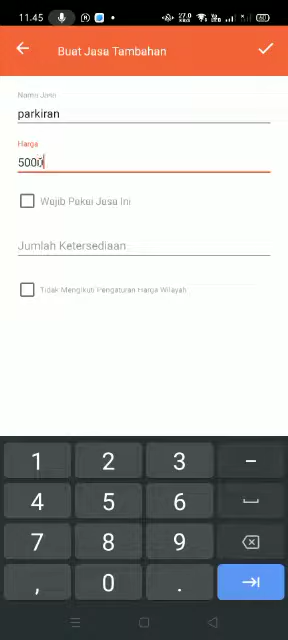 11.45
Buat Jasa Tambahan
Nama Jasa
parkiran
Harga
5000
Wajib Pakai Jasa Ini
Jumlah Ketersediaan
Tidak Mengikuti Pengaturan Harga Wilayah
1 2 3 −
4 5 6
7 8 9
, 0 .